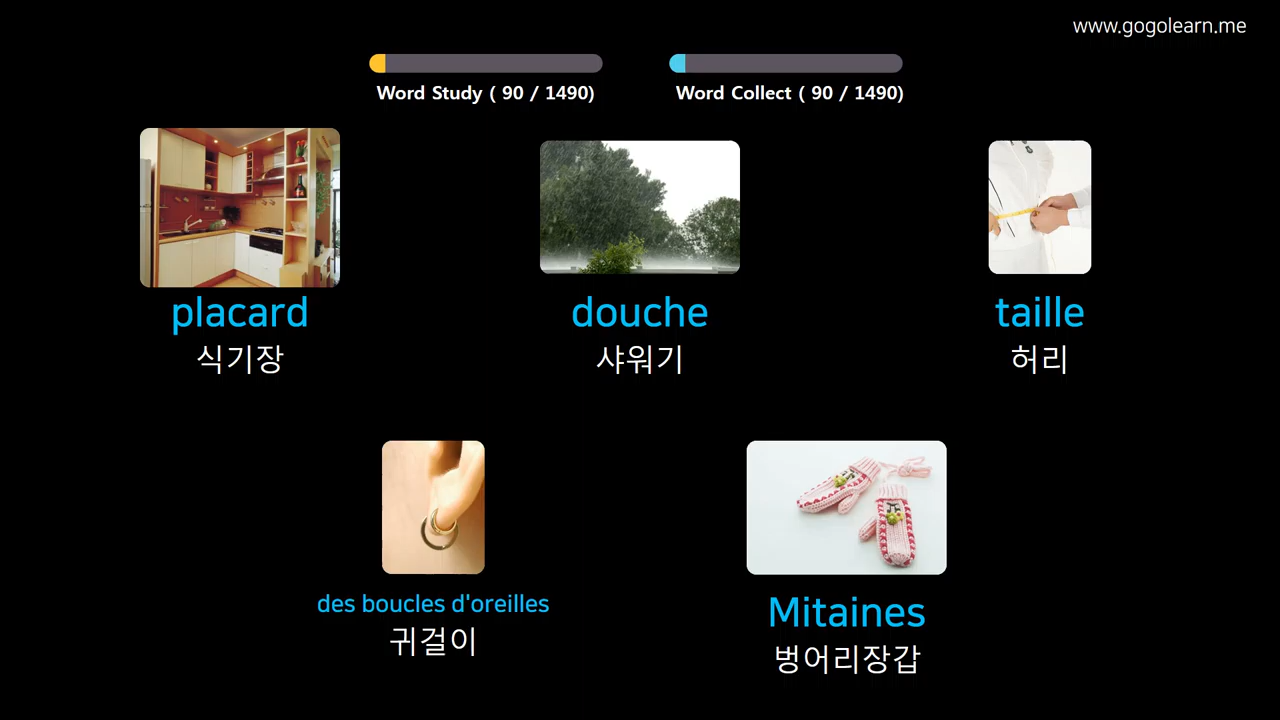 www.gogolearn.me
Word Study ( 90 / 1490)
Word Collect ( 90 / 1490)
placard
식기장
douche
샤워기
taille
허리
des boucles d'oreilles
귀걸이
Mitaines
벙어리장갑